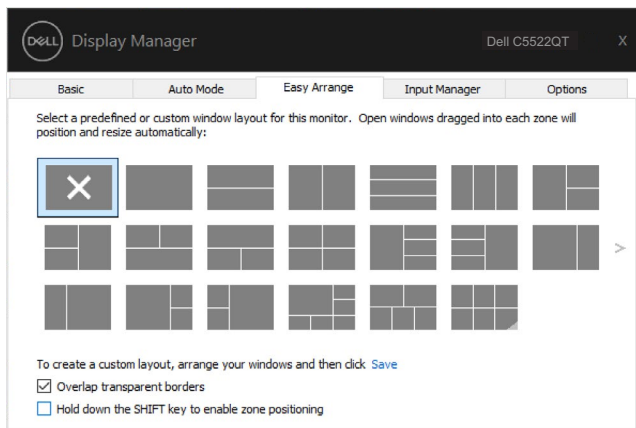 DELL Display Manager Dell C5522QT X
Basic Auto Mode Easy Arrange Input Manager Options
Select a predefined or custom window layout for this monitor. Open windows dragged into each zone will
position and resize automatically:
>
To create a custom layout, arrange your windows and then click Save
Overlap transparent borders
Hold down the SHIFT key to enable zone positioning